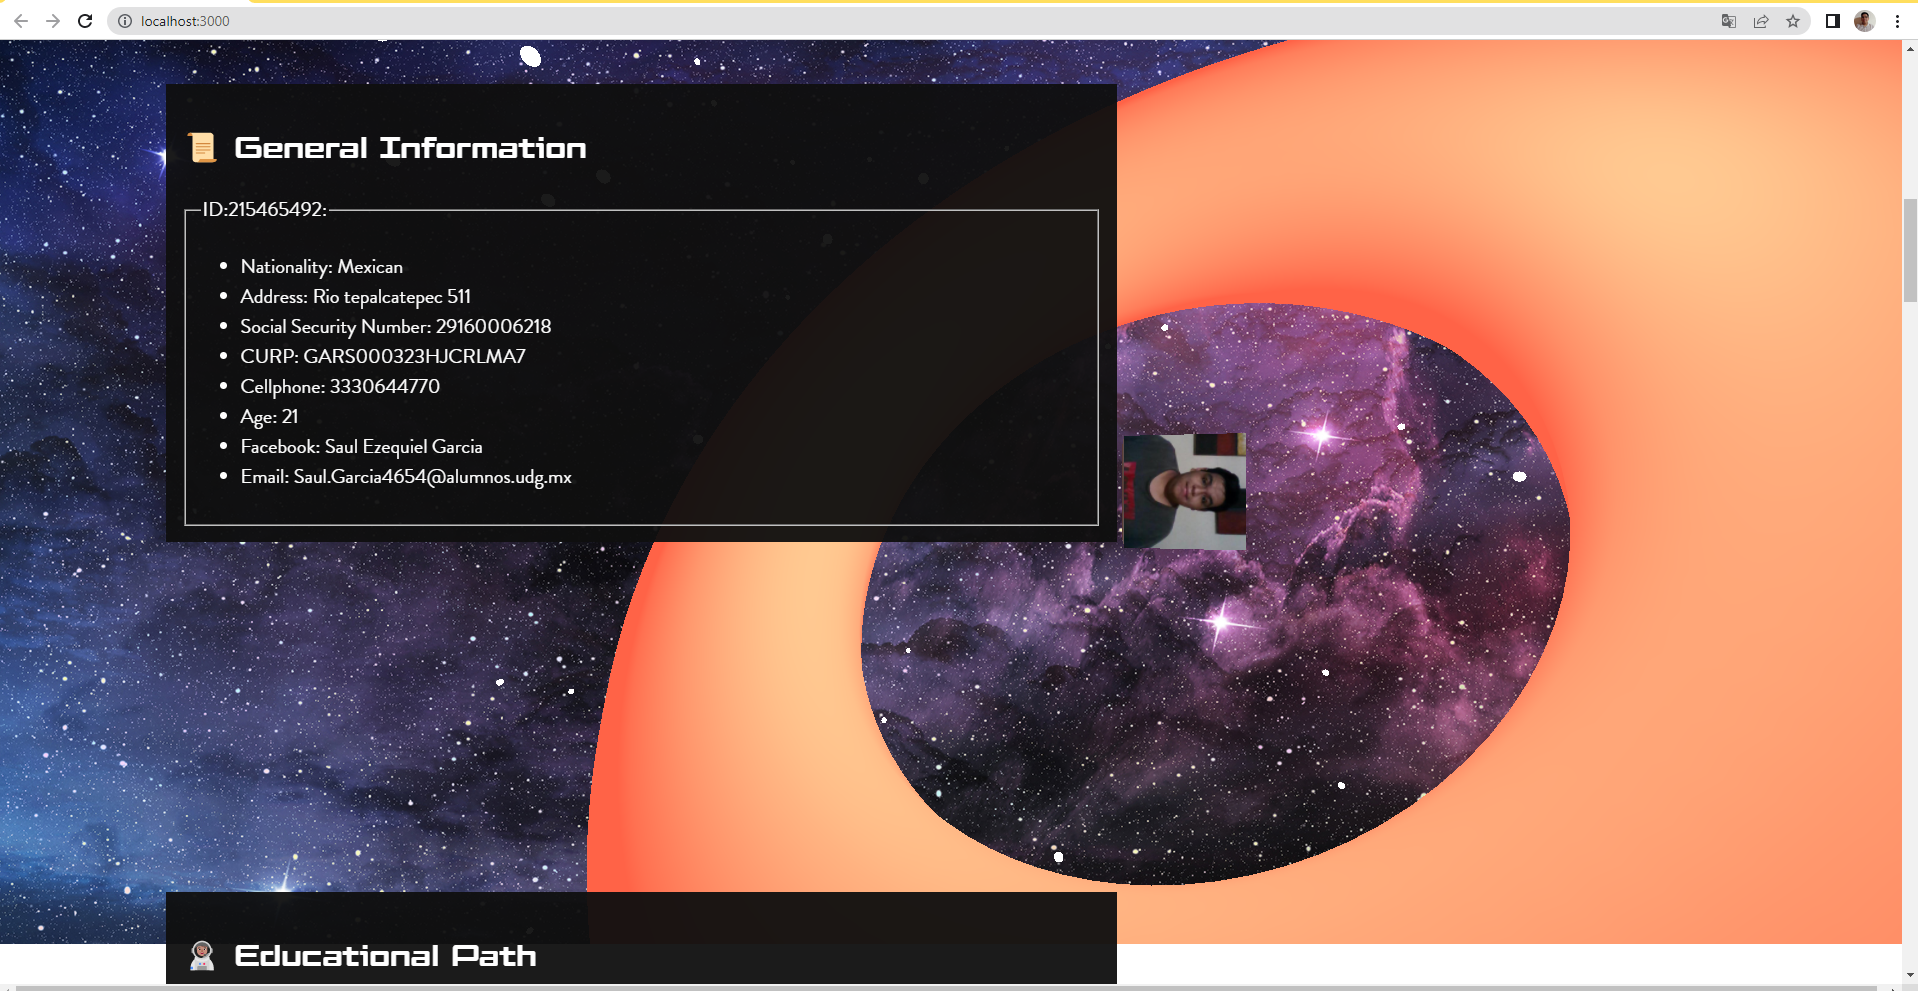 localhost:3000
General Information
ID:215465492:
Nationality: Mexican
Address: Rio tepalcatepec 511
Social Security Number: 29160006218
CURP: GARS000323HJCRLMA7
Cellphone: 3330644770
Age: 21
Facebook: Saul Ezequiel Garcia
Email: Saul.Garcia4654@alumnos.udg.mx
Educational Path